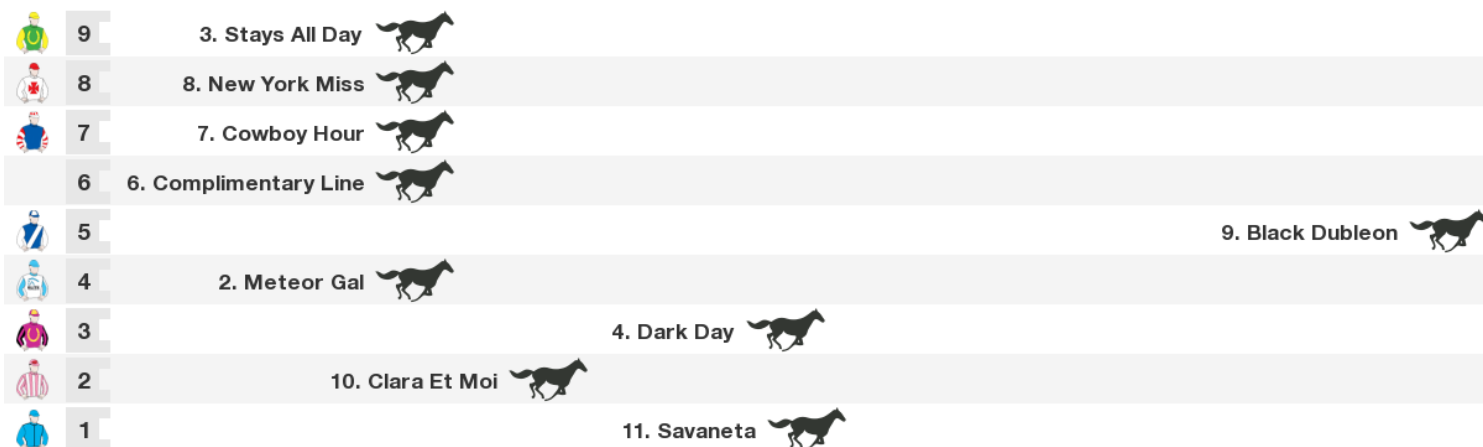 9 3. Stays All Day
8 8. New York Miss
7 7. Cowboy Hour
6 6. Complimentary Line
5 9. Black Dubleon
4 2. Meteor Gal
3 4. Dark Day
2 10. Clara Et Moi
1 11. Savaneta